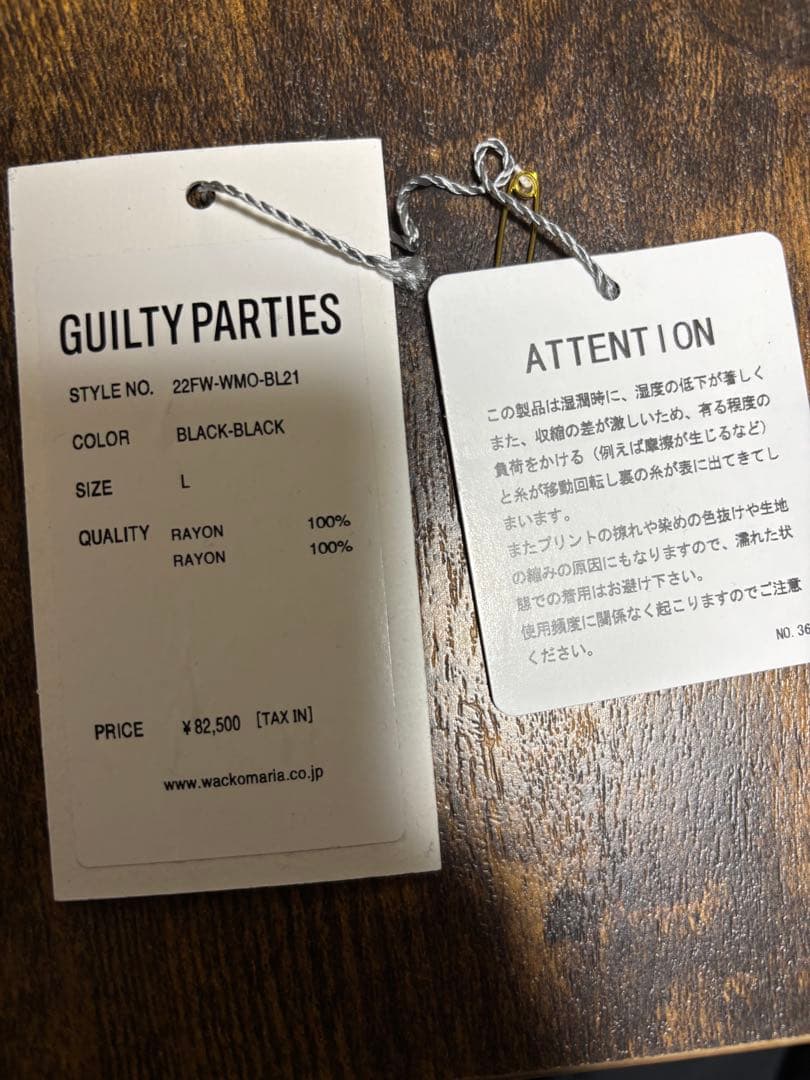 GUILTY PARTIES
STYLE NO. 22FW-WMO-BL21
COLOR BLACK-BLACK
SIZE L
QUALITY RAYON 100%
RAYON 100%
PRICE ¥82,500 [TAX IN]
www.wackomaria.co.jp
ATTENTION
この製品は湿潤時に、湿度の低下が著しく
また、収縮の差が激しいため、有る程度の
負荷をかける（例えば摩擦が生じるなど）
と糸が移動回転し裏の糸が表に出てきてし
まいます。
またプリントの掠れや染めの色抜けや生地
の縮みの原因にもなりますので、濡れた状
態での着用はお避け下さい。
使用頻度に関係なく起こりますのでご注意
ください。
NO.36